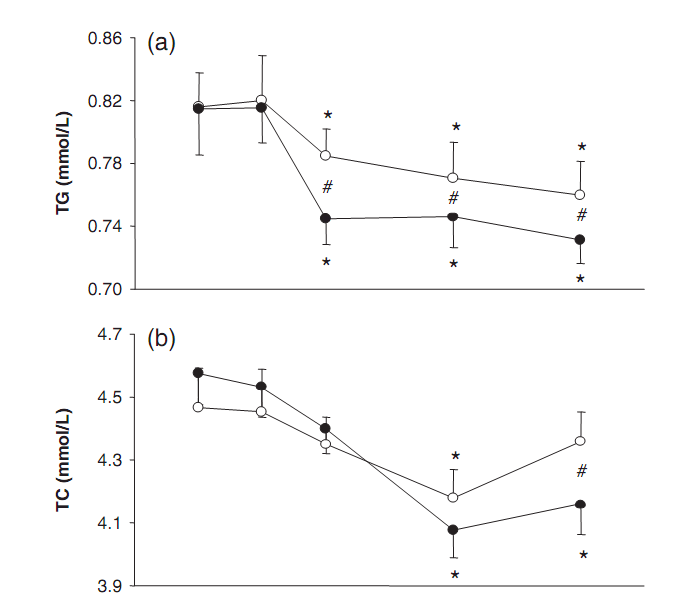 (a)
0.86
0.82
0.78
0.74
0.70
TG (mmol/L)
* * *
# # #
* * *
(b)
4.7
4.5
4.3
4.1
3.9
TC (mmol/L)
*
#
* *